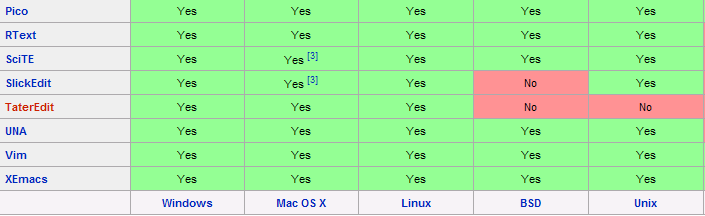 Pico Yes Yes Yes Yes Yes
RText Yes Yes Yes Yes Yes
SciTE Yes Yes [3] Yes Yes Yes
SlickEdit Yes Yes [3] Yes No Yes
TaterEdit Yes Yes Yes No No
UNA Yes Yes Yes Yes Yes
Vim Yes Yes Yes Yes Yes
XEmacs Yes Yes Yes Yes Yes
Windows Mac OS X Linux BSD Unix